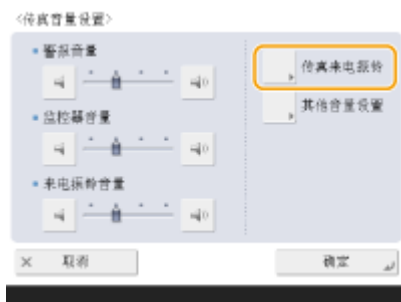 <传真音量设置>
警报音量
监控器音量
来电振铃音量
传真来电振铃
其他音量设置
取消
确定